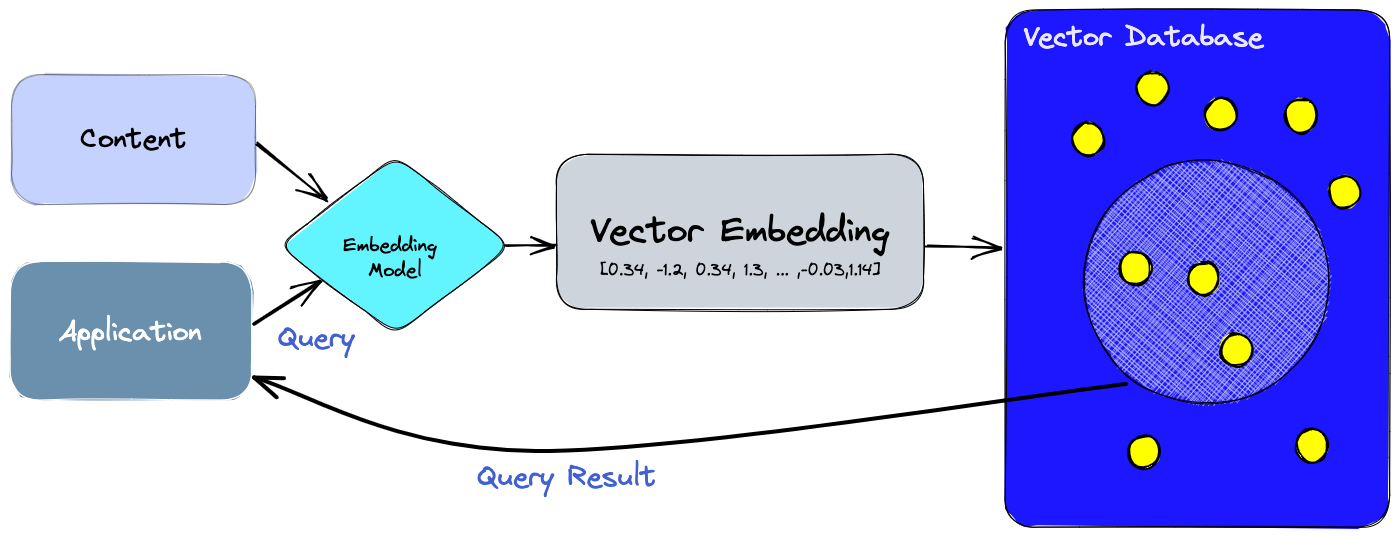 Vector Database
Content
Application
Embedding
Model
Query
Vector Embedding
[0.34, -1.2, 0.34, 1.3, ... ,-0.03,1.14]
Query Result